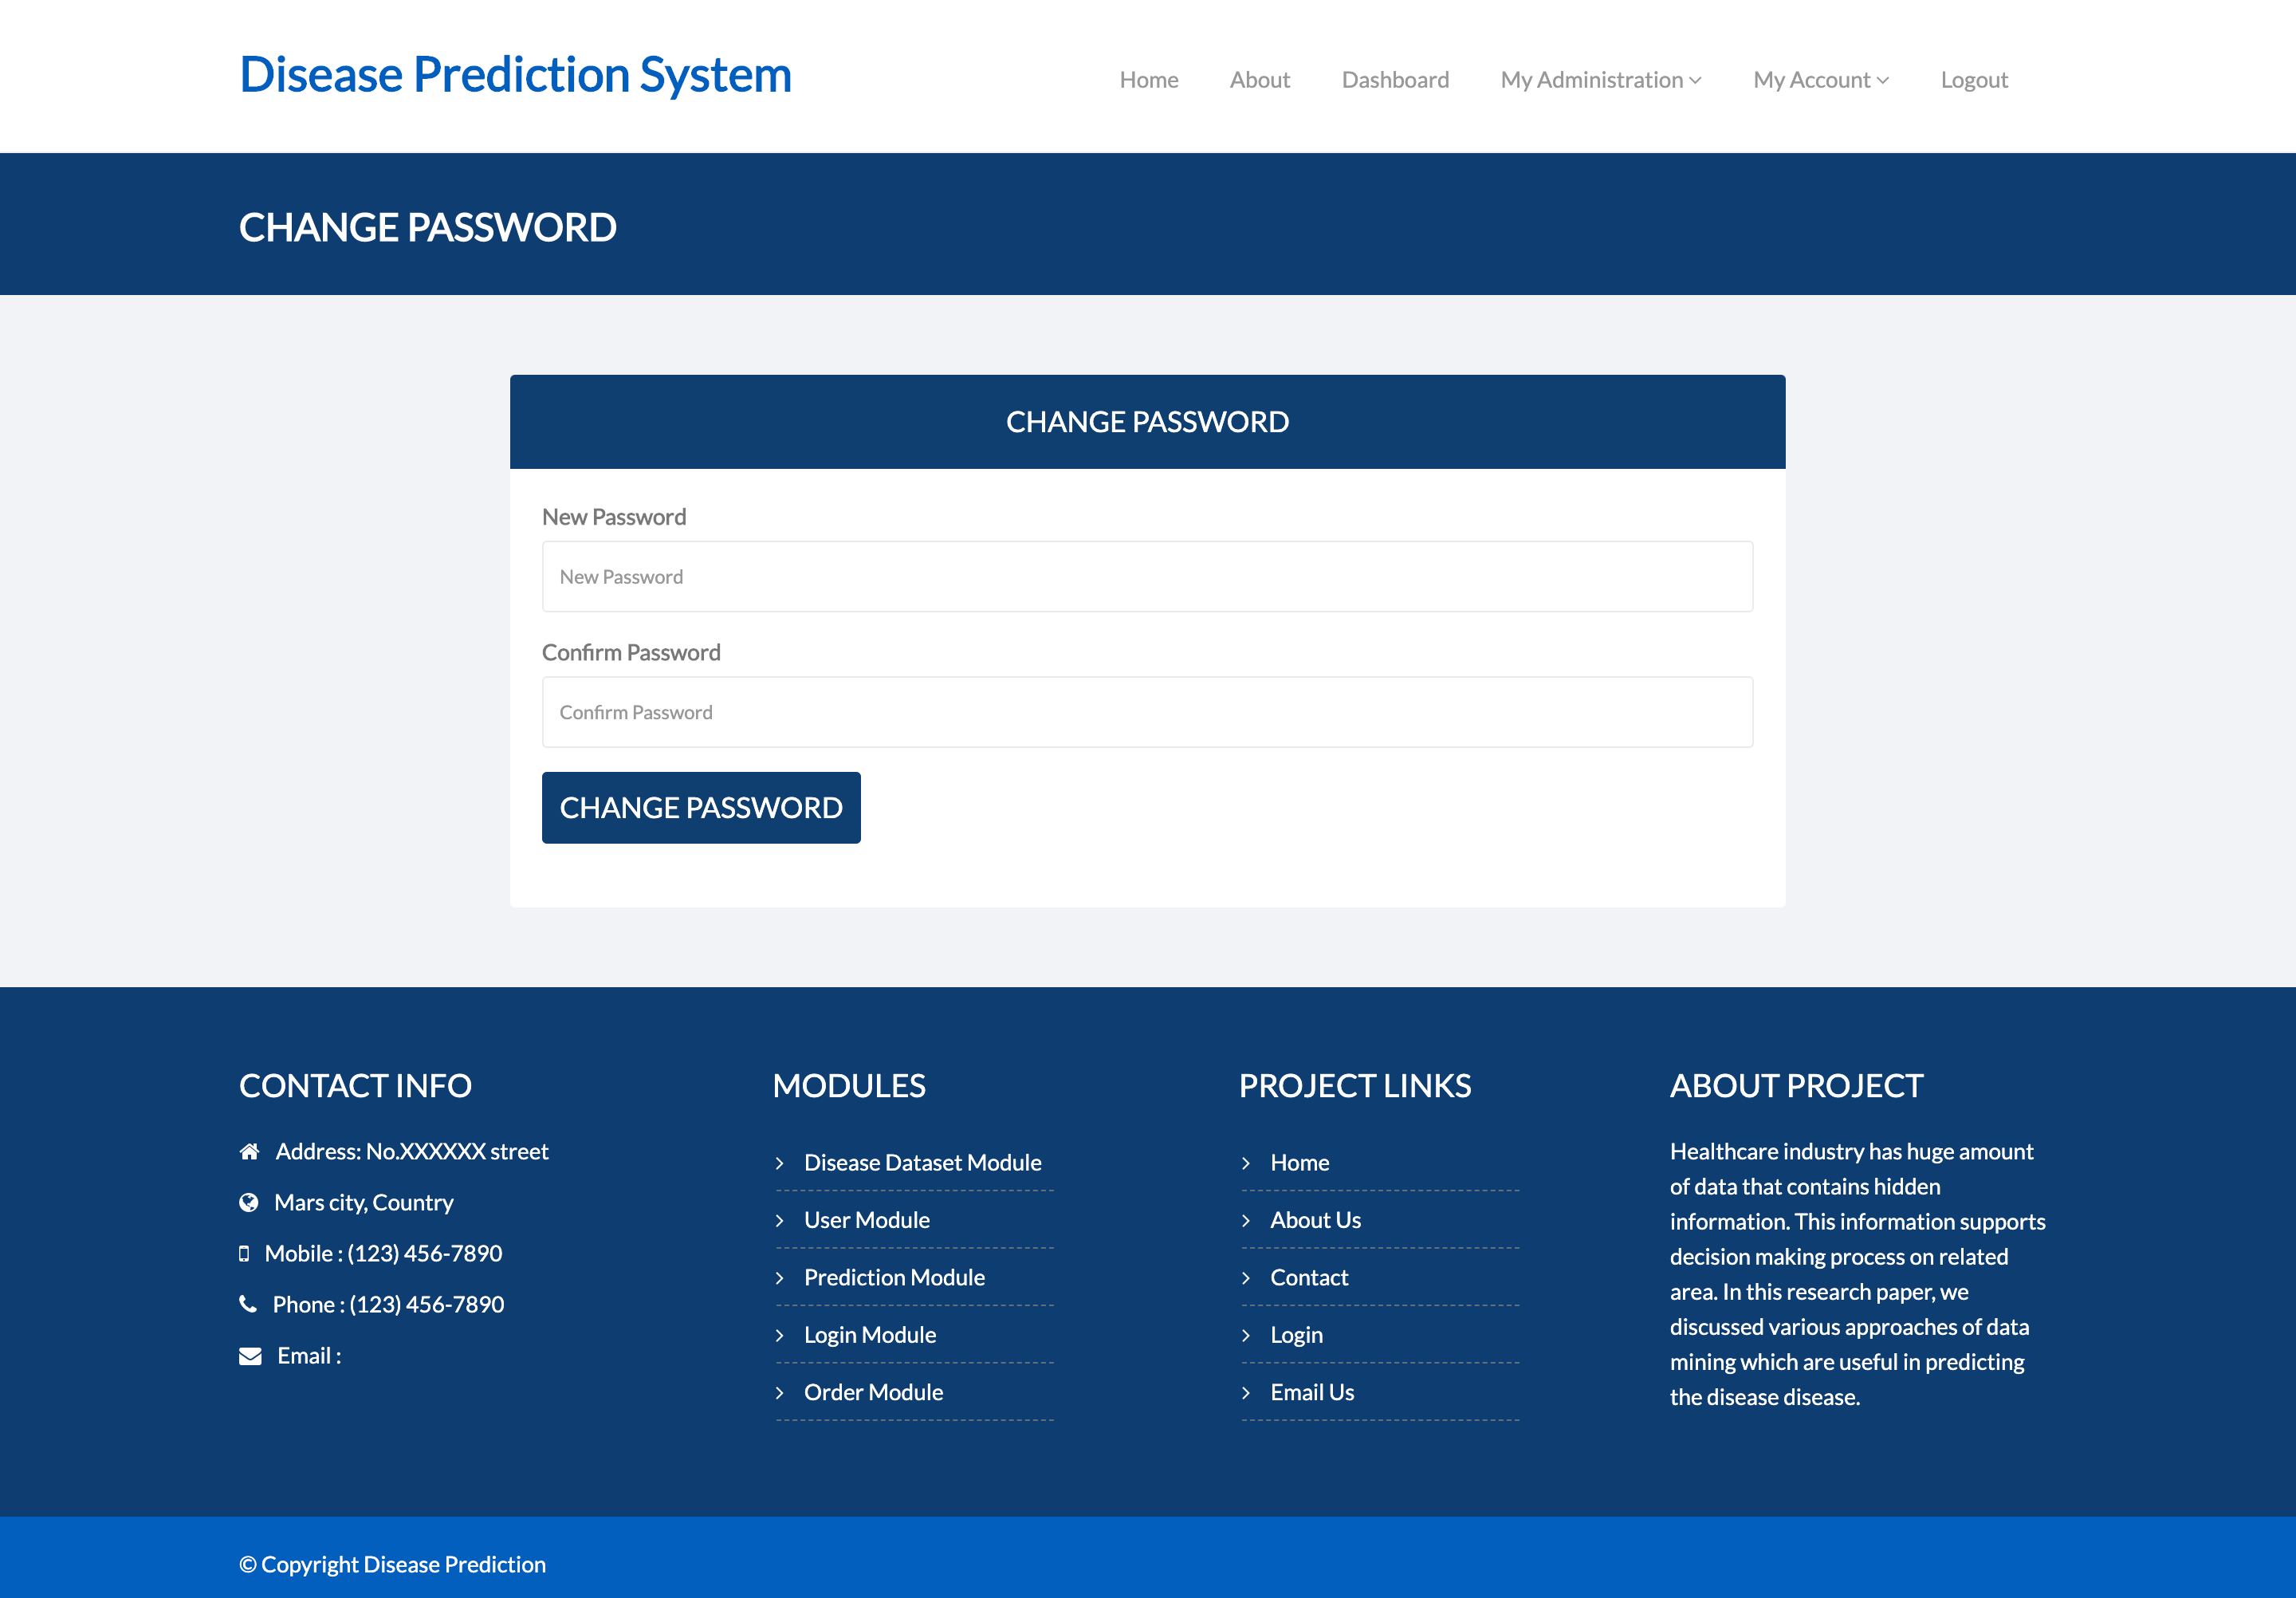 Disease Prediction System
Home About Dashboard My Administration My Account Logout
CHANGE PASSWORD
CHANGE PASSWORD
New Password
New Password
Confirm Password
Confirm Password
CHANGE PASSWORD
CONTACT INFO
Address: No.XXXXXX street
Mars city, Country
Mobile : (123) 456-7890
Phone : (123) 456-7890
Email :
MODULES
Disease Dataset Module
User Module
Prediction Module
Login Module
Order Module
PROJECT LINKS
Home
About Us
Contact
Login
Email Us
ABOUT PROJECT
Healthcare industry has huge amount
of data that contains hidden
information. This information supports
decision making process on related
area. In this research paper, we
discussed various approaches of data
mining which are useful in predicting
the disease disease.
© Copyright Disease Prediction